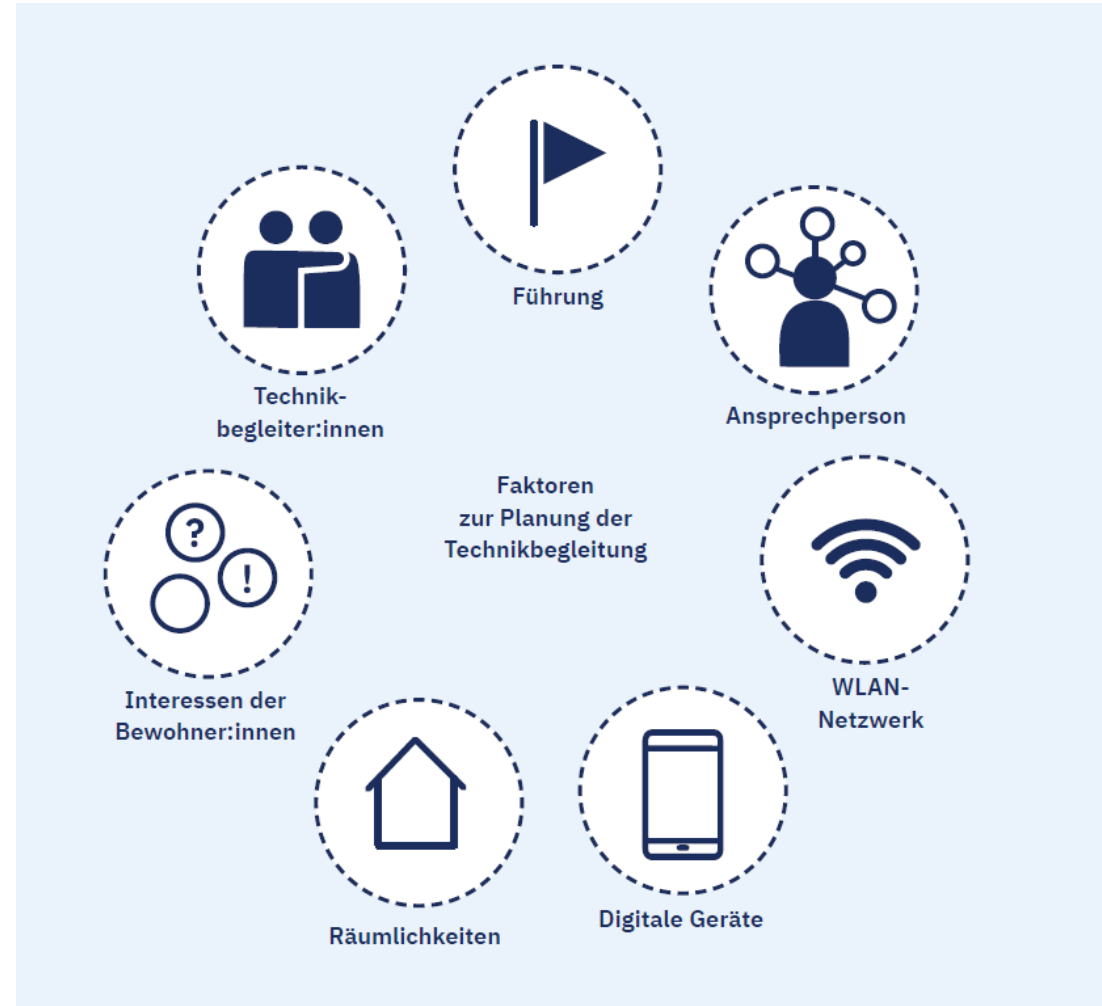 Führung
Ansprechperson
WLAN-
Netzwerk
Digitale Geräte
Räumlichkeiten
Interessen der
Bewohner:innen
Technik-
begleiter:innen
Faktoren
zur Planung der
Technikbegleitung
?
!